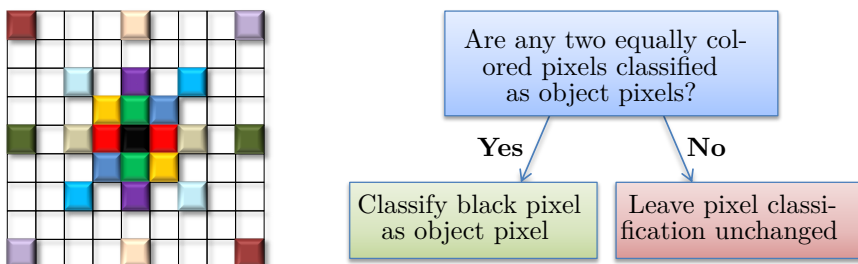 Are any two equally col-
ored pixels classified
as object pixels?
Yes
No
Classify black pixel
as object pixel
Leave pixel classi-
fication unchanged